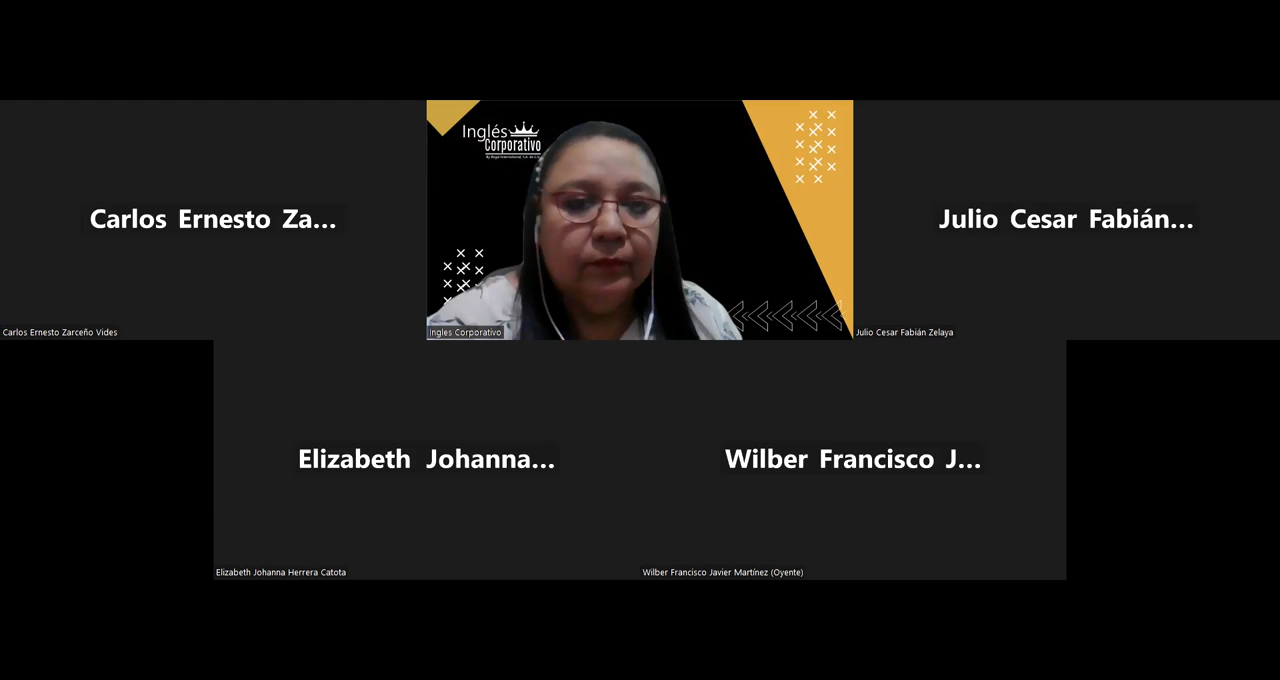 Carlos Ernesto Za...
Carlos Ernesto Zarceño Vides
Inglés
Corporativo
Ingles Corporativo
Julio Cesar Fabián...
Julio Cesar Fabián Zelaya
Elizabeth Johanna...
Elizabeth Johanna Herrera Catota
Wilber Francisco J...
Wilber Francisco Javier Martínez (Oyente)